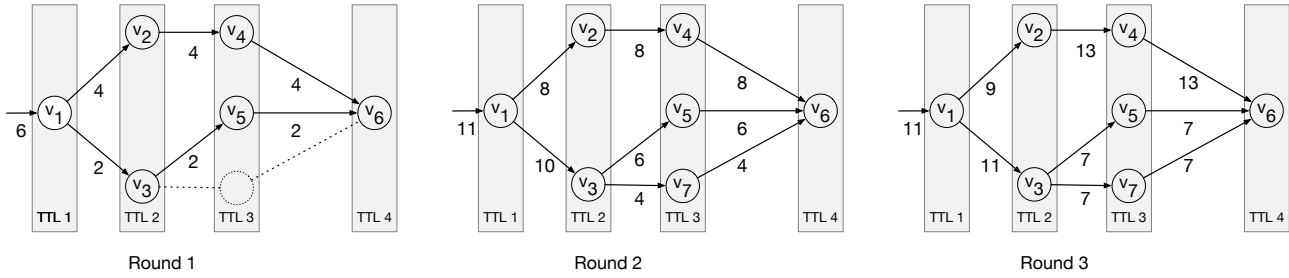 v2 4 v4
4 4
6 v1 v5 2 v6
2 2
v3
TTL 1 TTL 2 TTL 3 TTL 4
Round 1
v2 8 v4
8 8
11 v1 v5 6 v6
10 6 4
v3 4 v7
TTL 1 TTL 2 TTL 3 TTL 4
Round 2
v2 13 v4
9 13
11 v1 v5 7 v6
11 7 7
v3 7 v7
TTL 1 TTL 2 TTL 3 TTL 4
Round 3